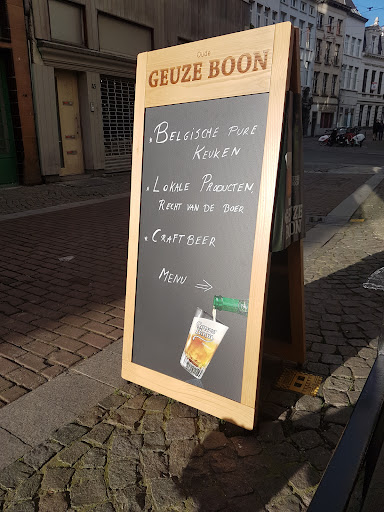 Oude
GEUZE BOON
* BELGISCHE PURE
KEUKEN
* LOKALE PRODUCTEN,
RECHT VAN DE BOER
* CRAFTBEER
MENU →
GEUZE
BOON